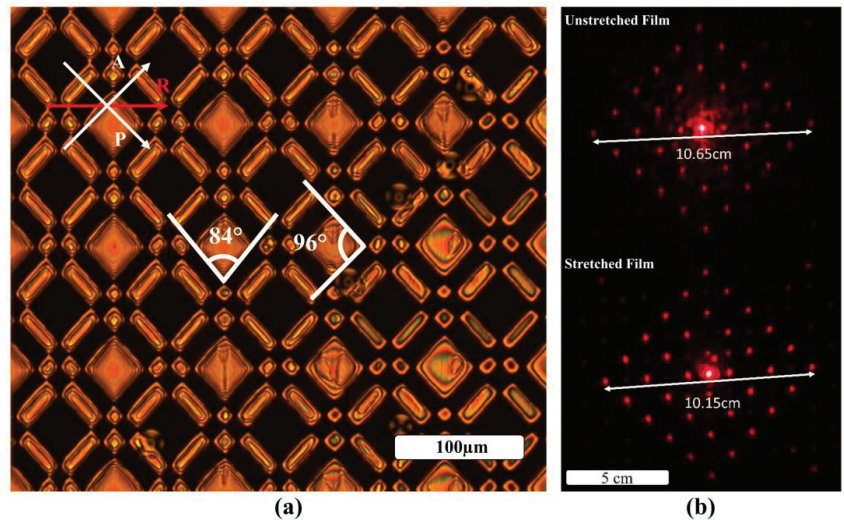 A
R
P
84°
96°
100µm
(a)
Unstretched Film
10.65cm
Stretched Film
10.15cm
5 cm
(b)